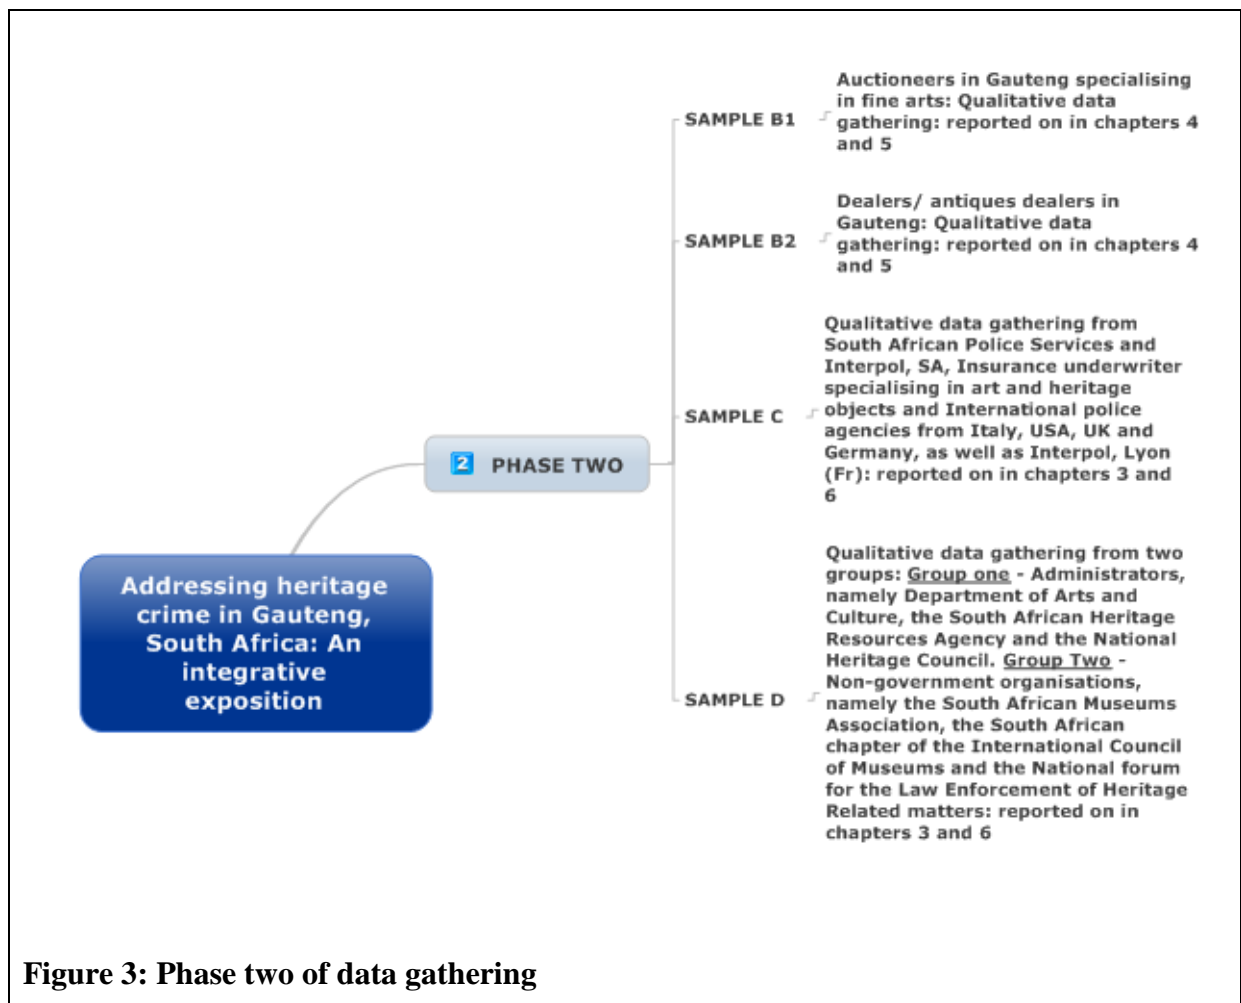 Auctioneers in Gauteng specialising
in fine arts: Qualitative data
gathering: reported on in chapters 4
and 5
SAMPLE B1
Dealers/ antiques dealers in
Gauteng: Qualitative data
gathering: reported on in chapters 4
and 5
SAMPLE B2
Qualitative data gathering from
South African Police Services and
Interpol, SA, Insurance underwriter
specialising in art and heritage
objects and International police
agencies from Italy, USA, UK and
Germany, as well as Interpol, Lyon
(Fr): reported on in chapters 3 and
6
SAMPLE C
2 PHASE TWO
Addressing heritage
crime in Gauteng,
South Africa: An
integrative
exposition
Qualitative data gathering from two
groups: Group one - Administrators,
namely Department of Arts and
Culture, the South African Heritage
Resources Agency and the National
Heritage Council. Group Two -
Non-government organisations,
namely the South African Museums
Association, the South African
chapter of the International Council
of Museums and the National forum
for the Law Enforcement of Heritage
Related matters: reported on in
chapters 3 and 6
SAMPLE D
Figure 3: Phase two of data gathering